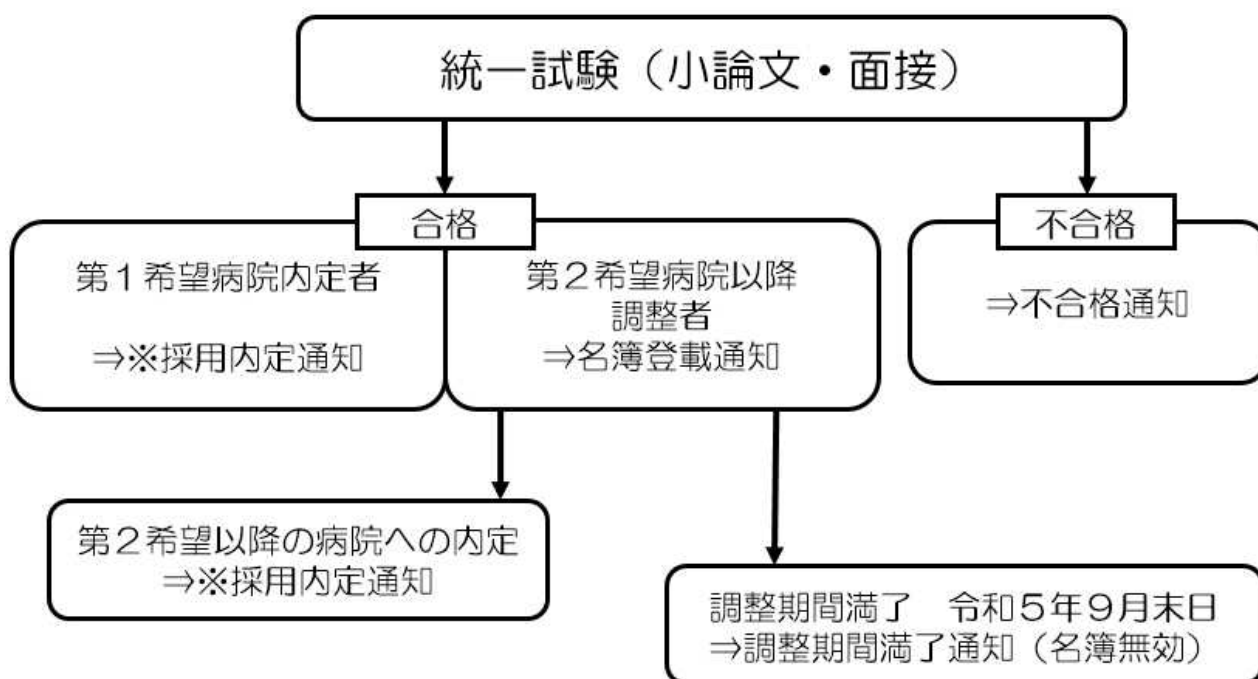 統一試験（小論文・面接）
合格
不合格
第１希望病院内定者
⇒※採用内定通知
第２希望病院以降
調整者
⇒名簿登載通知
⇒不合格通知
第２希望以降の病院への内定
⇒※採用内定通知
調整期間満了　令和５年９月末日
⇒調整期間満了通知（名簿無効）